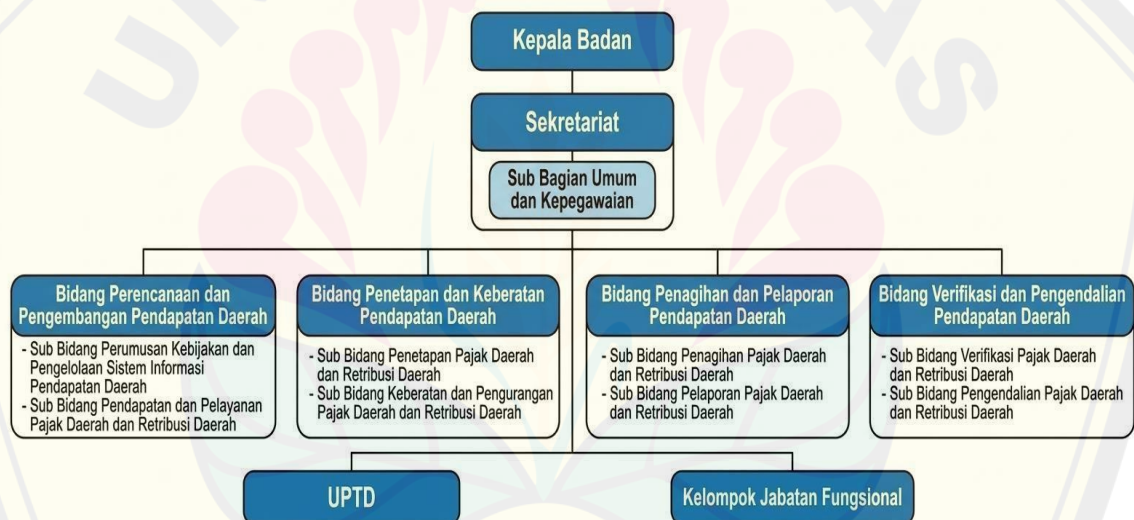 Kepala Badan
Sekretariat
Sub Bagian Umum
dan Kepegawaian
Bidang Perencanaan dan
Pengembangan Pendapatan Daerah
- Sub Bidang Perumusan Kebijakan dan
Pengelolaan Sistem Informasi
Pendapatan Daerah
- Sub Bidang Pendapatan dan Pelayanan
Pajak Daerah dan Retribusi Daerah
Bidang Penetapan dan Keberatan
Pendapatan Daerah
- Sub Bidang Penetapan Pajak Daerah
dan Retribusi Daerah
- Sub Bidang Keberatan dan Pengurangan
Pajak Daerah dan Retribusi Daerah
Bidang Penagihan dan Pelaporan
Pendapatan Daerah
- Sub Bidang Penagihan Pajak Daerah
dan Retribusi Daerah
- Sub Bidang Pelaporan Pajak Daerah
dan Retribusi Daerah
Bidang Verifikasi dan Pengendalian
Pendapatan Daerah
- Sub Bidang Verifikasi Pajak Daerah
dan Retribusi Daerah
- Sub Bidang Pengendalian Pajak Daerah
dan Retribusi Daerah
UPTD
Kelompok Jabatan Fungsional